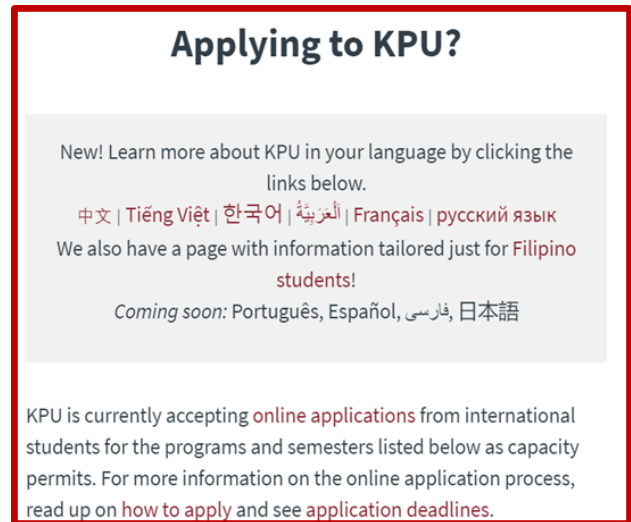 Applying to KPU?
New! Learn more about KPU in your language by clicking the
links below.
中文 | Tiếng Việt | 한국어 | اَلْعَرَبِيَّةُ | Français | русский язык
We also have a page with information tailored just for Filipino
students!
Coming soon: Português, Español, فارسی, 日本語
KPU is currently accepting online applications from international
students for the programs and semesters listed below as capacity
permits. For more information on the online application process,
read up on how to apply and see application deadlines.